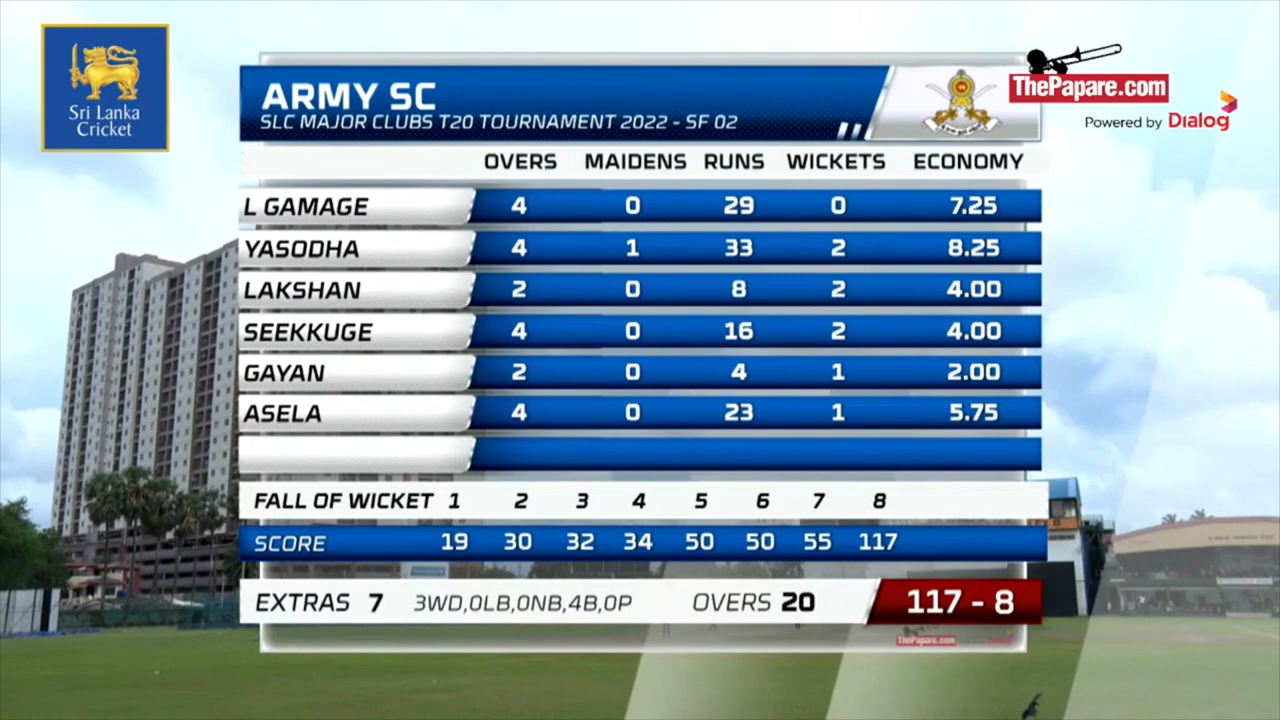 Sri Lanka
Cricket
ARMY SC
SLC MAJOR CLUBS T20 TOURNAMENT 2022 - SF 02
ThePapare.com
Powered by Dialog
OVERS MAIDENS RUNS WICKETS ECONOMY
L GAMAGE 4 0 29 0 7.25
YASODHA 4 1 33 2 8.25
LAKSHAN 2 0 8 2 4.00
SEEKKUGE 4 0 16 2 4.00
GAYAN 2 0 4 1 2.00
ASELA 4 0 23 1 5.75
FALL OF WICKET 1 2 3 4 5 6 7 8
SCORE 19 30 32 34 50 50 55 117
EXTRAS 7 3WD,0LB,0NB,4B,0P OVERS 20 117 - 8
ThePapare.com